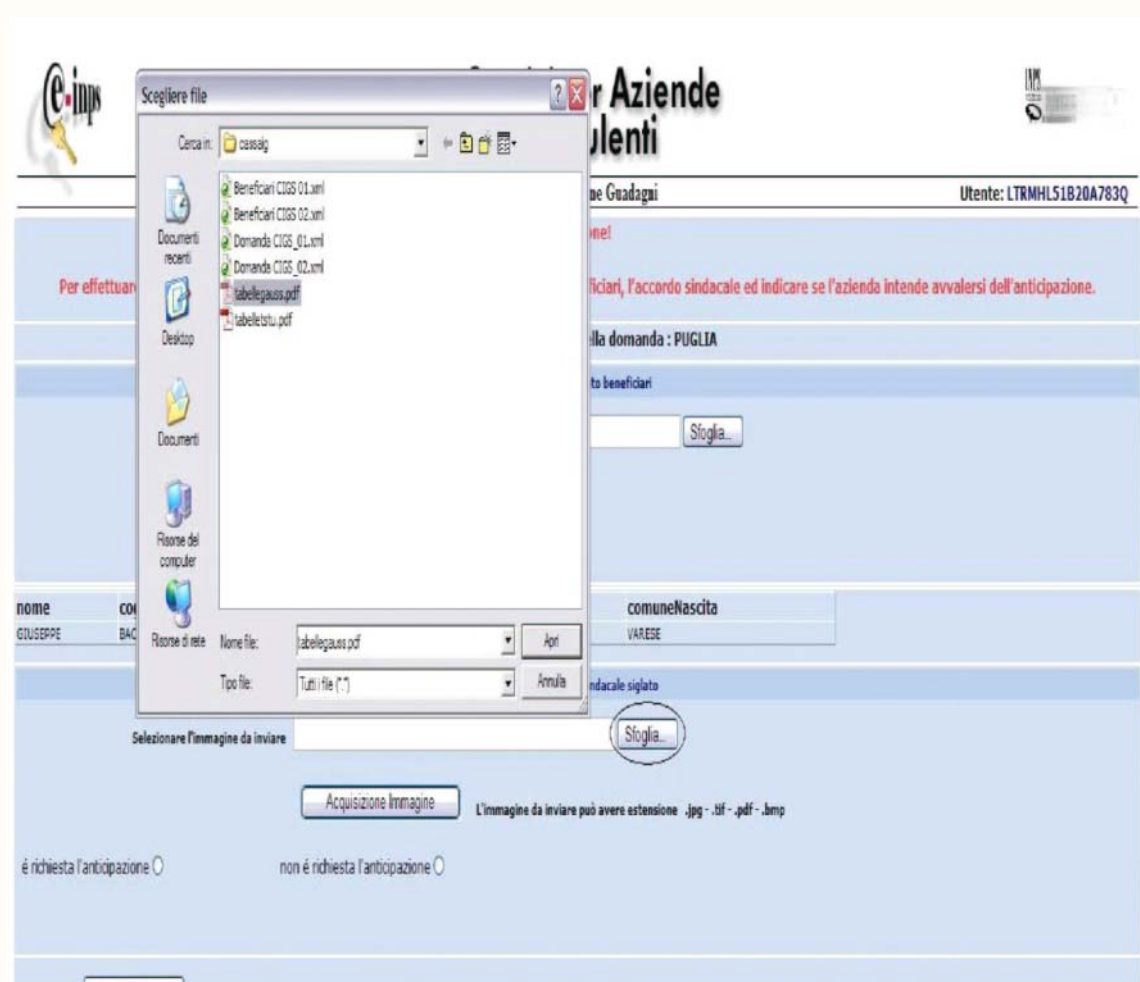 e-inps
r Aziende
ulenti
INPS
ne Guadagni
Utente: LTRMHL51B20A783Q
one!
Per effettuar
ficiari, l'accordo sindacale ed indicare se l'azienda intende avvalersi dell'anticipazione.
lla domanda : PUGLIA
to beneficiari
Sfoglia...
Scegliere file
Cerca in:
cassaig
Documenti recenti
Desktop
Documenti
Risorse del computer
Risorse di rete
Beneficiari CIGS 01.xml
Beneficiari CIGS 02.xml
Domanda CIGS_01.xml
Domanda CIGS_02.xml
tabellegauss.pdf
tabelletstu.pdf
Nome file:
tabellegauss.pdf
Apri
Tipo file:
Tutti i file (*.*)
Annulla
nome
co
comuneNascita
GIUSEPPE
BAC
VARESE
ndacale siglato
Selezionare l'immagine da inviare
Sfoglia...
Acquisizione Immagine
L'immagine da inviare può avere estensione .jpg - .tif - .pdf - .bmp
é richiesta l'anticipazione
non é richiesta l'anticipazione